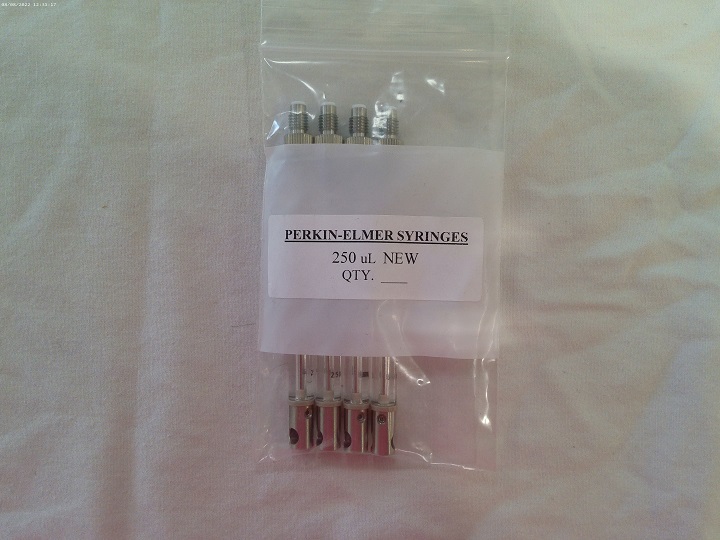 PERKIN-ELMER SYRINGES
250 uL NEW
QTY. ____